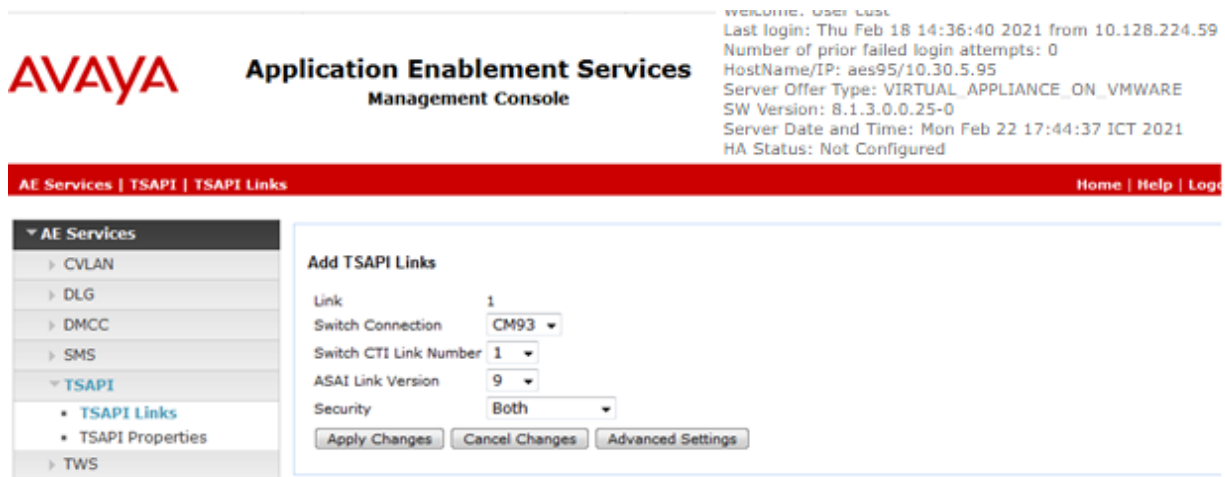 Welcome: User cust
Last login: Thu Feb 18 14:36:40 2021 from 10.128.224.59
Number of prior failed login attempts: 0
HostName/IP: aes95/10.30.5.95
Server Offer Type: VIRTUAL_APPLIANCE_ON_VMWARE
SW Version: 8.1.3.0.0.25-0
Server Date and Time: Mon Feb 22 17:44:37 ICT 2021
HA Status: Not Configured
AVAYA
Application Enablement Services
Management Console
AE Services | TSAPI | TSAPI Links
Home | Help | Logo
AE Services
CVLAN
DLG
DMCC
SMS
TSAPI
TSAPI Links
TSAPI Properties
TWS
Add TSAPI Links
Link 1
Switch Connection CM93
Switch CTI Link Number 1
ASAI Link Version 9
Security Both
Apply Changes Cancel Changes Advanced Settings